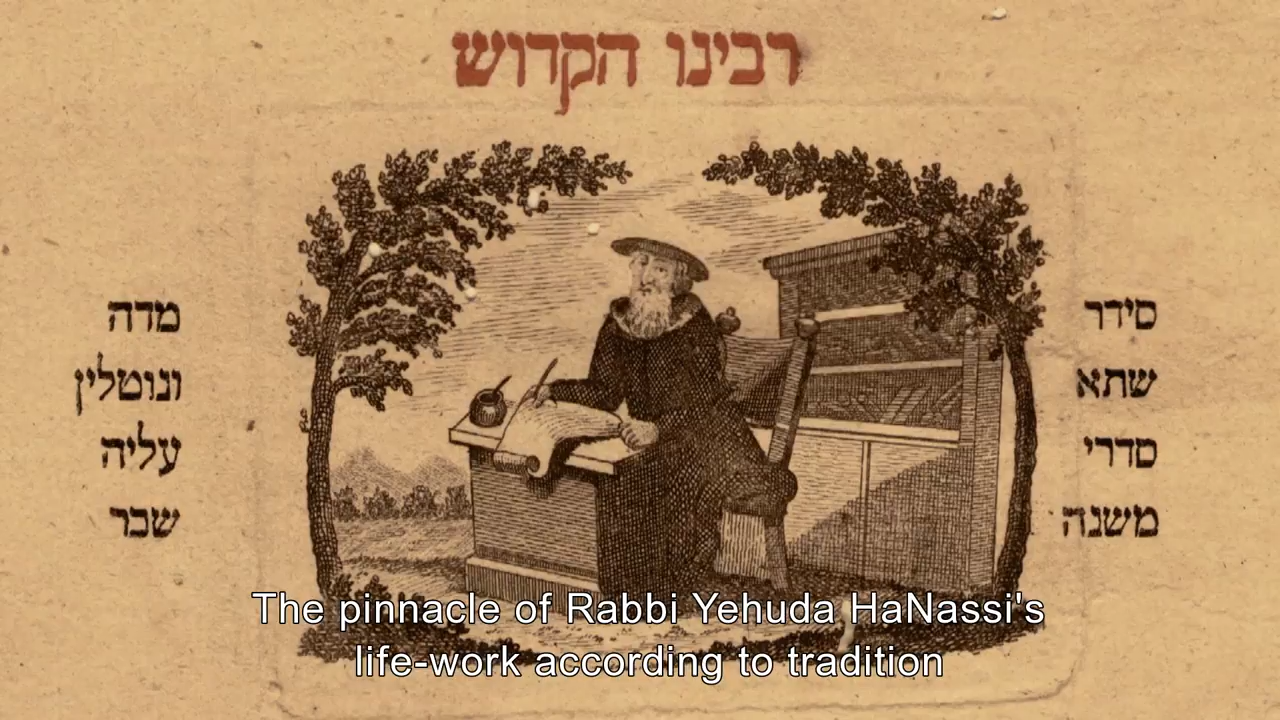 רבינו הקדוש
סידר
שתא
סדרי
משנה
מדה
ונוטלין
עליה
שכר
The pinnacle of Rabbi Yehuda HaNassi's
life-work according to tradition